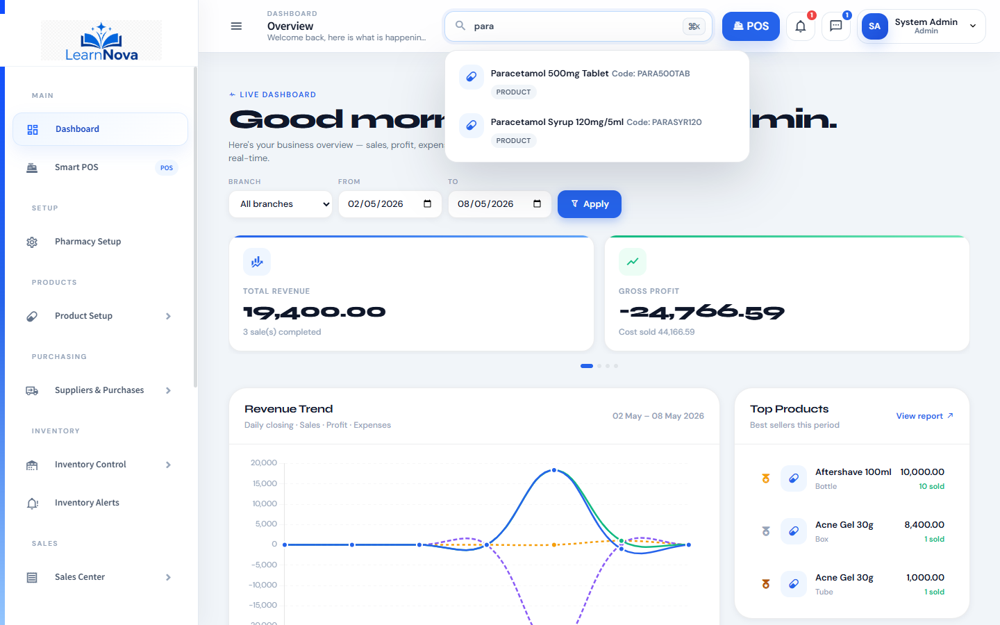 LearnNova
MAIN
Dashboard
Smart POS
POS
SETUP
Pharmacy Setup
PRODUCTS
Product Setup
PURCHASING
Suppliers & Purchases
INVENTORY
Inventory Control
Inventory Alerts
SALES
Sales Center
DASHBOARD
Overview
Welcome back, here is what is happenin...
para
⌘K
POS
1
1
SA
System Admin
Admin
Paracetamol 500mg Tablet Code: PARA500TAB
PRODUCT
Paracetamol Syrup 120mg/5ml Code: PARASYR120
PRODUCT
LIVE DASHBOARD
Good
Here's your business overview — sales, profit,
real-time.
BRANCH
FROM
TO
All branches
02/05/2026
08/05/2026
Apply
TOTAL REVENUE
19,400.00
3 sale(s) completed
GROSS PROFIT
-24,766.59
Cost sold 44,166.59
Revenue Trend
Daily closing · Sales · Profit · Expenses
02 May – 08 May 2026
20,000
15,000
10,000
5,000
0
-5,000
-10,000
-15,000
Top Products
Best sellers this period
View report ↗
Aftershave 100ml
10,000.00
Bottle
10 sold
Acne Gel 30g
8,400.00
Box
1 sold
Acne Gel 30g
1,000.00
Tube
1 sold